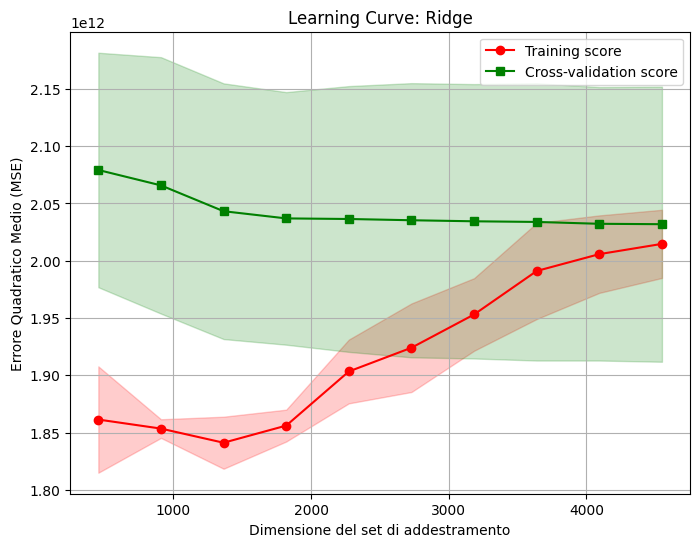 Learning Curve: Ridge
1e12
Training score
Cross-validation score
2.15
2.10
2.05
2.00
1.95
1.90
1.85
1.80
Errore Quadratico Medio (MSE)
1000 2000 3000 4000
Dimensione del set di addestramento